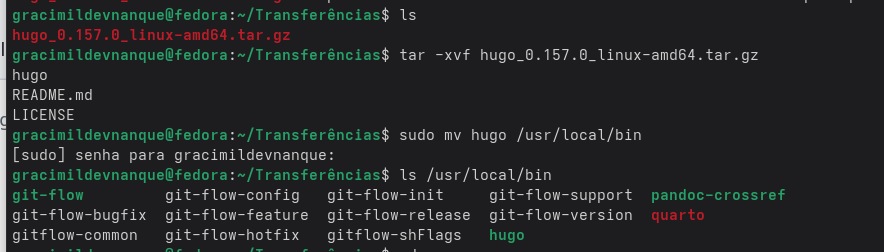 gracimildevnanque@fedora:~/Transferências$ ls
hugo_0.157.0_linux-amd64.tar.gz
gracimildevnanque@fedora:~/Transferências$ tar -xvf hugo_0.157.0_linux-amd64.tar.gz
hugo
README.md
LICENSE
gracimildevnanque@fedora:~/Transferências$ sudo mv hugo /usr/local/bin
[sudo] senha para gracimildevnanque:
gracimildevnanque@fedora:~/Transferências$ ls /usr/local/bin
git-flow git-flow-config git-flow-init git-flow-support pandoc-crossref
git-flow-bugfix git-flow-feature git-flow-release git-flow-version quarto
gitflow-common git-flow-hotfix gitflow-shFlags hugo